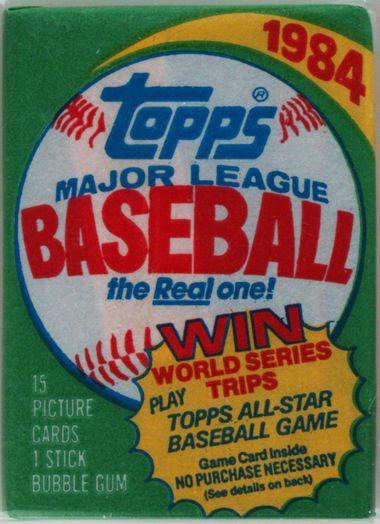 1984
TOPPS®
MAJOR LEAGUE
BASEBALL
the Real one!
WIN
WORLD SERIES
TRIPS
PLAY
TOPPS ALL-STAR
BASEBALL GAME
Game Card Inside
NO PURCHASE NECESSARY
(See details on back)
15
PICTURE
CARDS
1 STICK
BUBBLE GUM